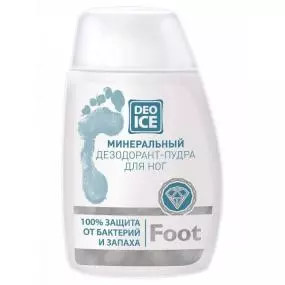 DEO
ICE
МИНЕРАЛЬНЫЙ
ДЕЗОДОРАНТ-ПУДРА
ДЛЯ НОГ
100% ЗАЩИТА
ОТ БАКТЕРИЙ
И ЗАПАХА
Foot